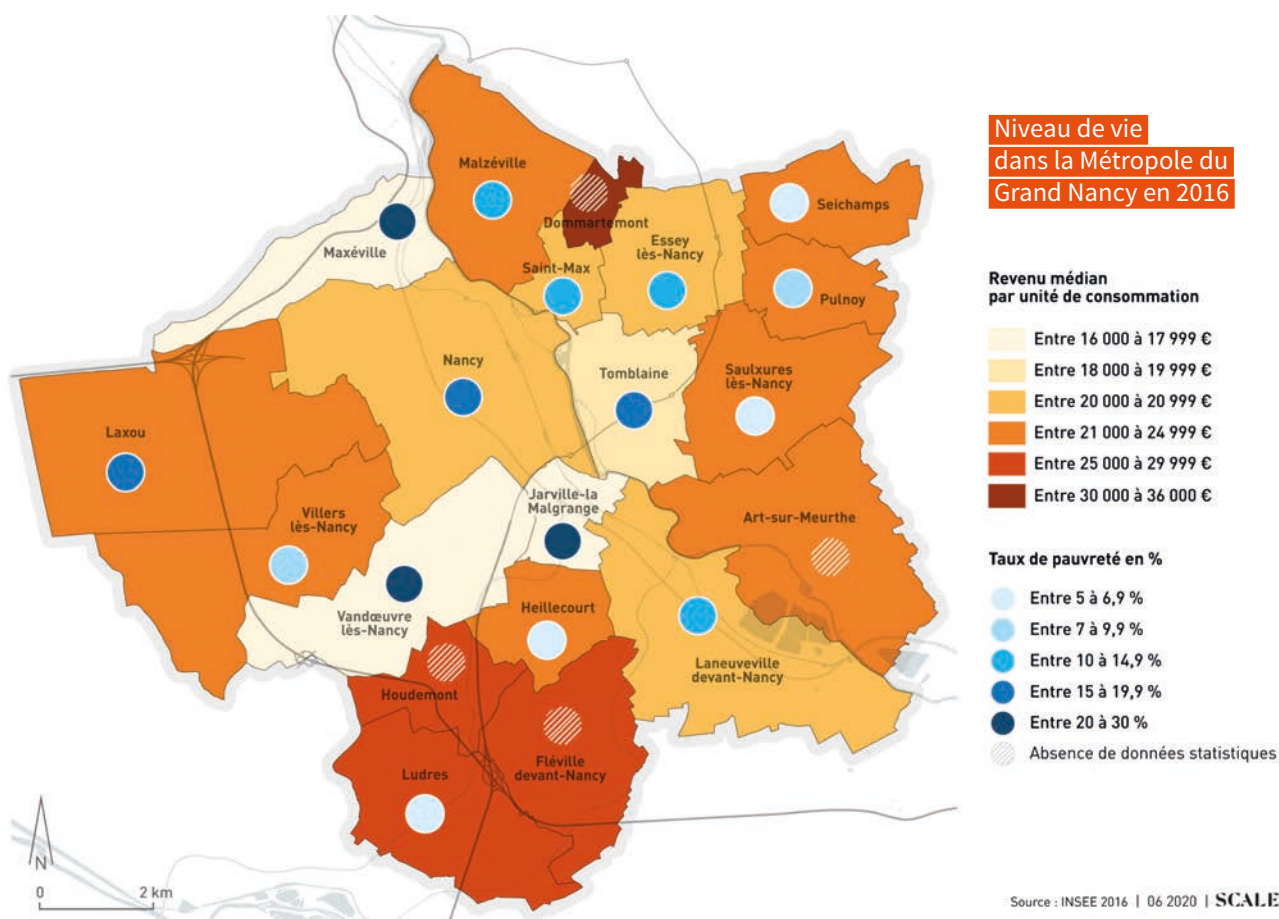 Niveau de vie
dans la Métropole du
Grand Nancy en 2016
Malzéville
Dommartemont
Seichamps
Maxéville
Saint-Max
Essey
lès-Nancy
Pulnoy
Nancy
Tomblaine
Saulxures
lès-Nancy
Laxou
Villers
lès-Nancy
Jarville-la
Malgrange
Art-sur-Meurthe
Vandœuvre
lès-Nancy
Heillecourt
Laneuveville
devant-Nancy
Houdemont
Fléville
devant-Nancy
Ludres
Revenu médian
par unité de consommation
Entre 16 000 à 17 999 €
Entre 18 000 à 19 999 €
Entre 20 000 à 20 999 €
Entre 21 000 à 24 999 €
Entre 25 000 à 29 999 €
Entre 30 000 à 36 000 €
Taux de pauvreté en %
Entre 5 à 6,9 %
Entre 7 à 9,9 %
Entre 10 à 14,9 %
Entre 15 à 19,9 %
Entre 20 à 30 %
Absence de données statistiques
N
0 2 km
Source : INSEE 2016 | 06 2020 | SCALE